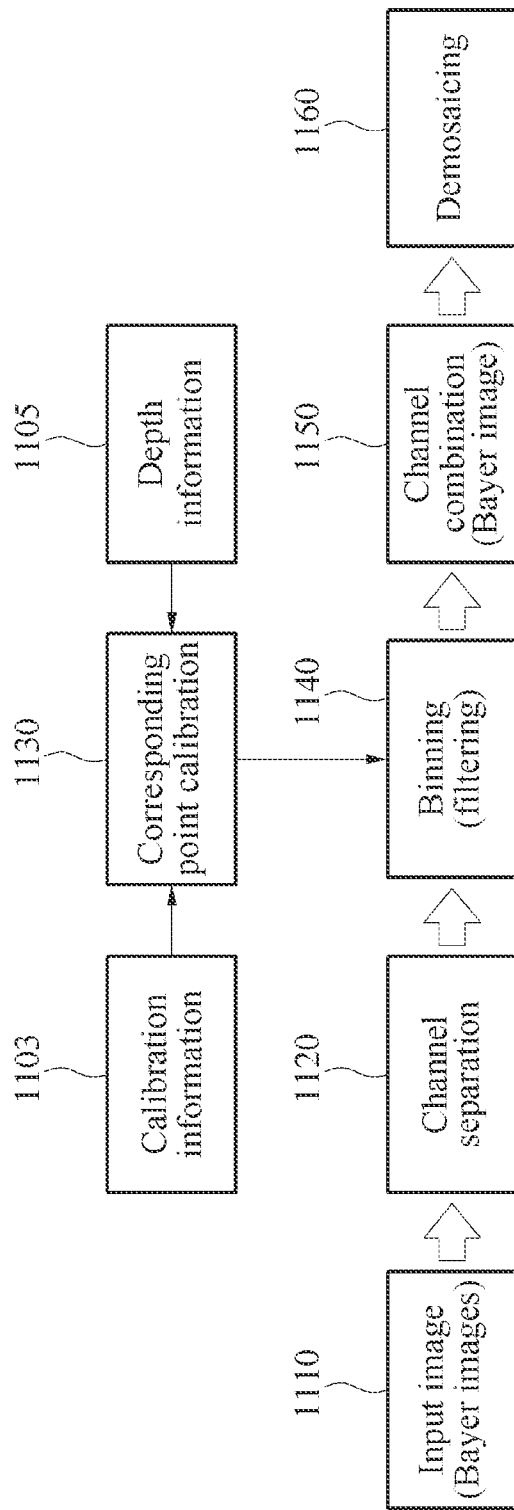 1103
Calibration
information
1130
Corresponding
point calibration
1105
Depth
information
1110
Input image
(Bayer images)
1120
Channel
separation
1140
Binning
(filtering)
1150
Channel
combination
(Bayer image)
1160
Demosaicing